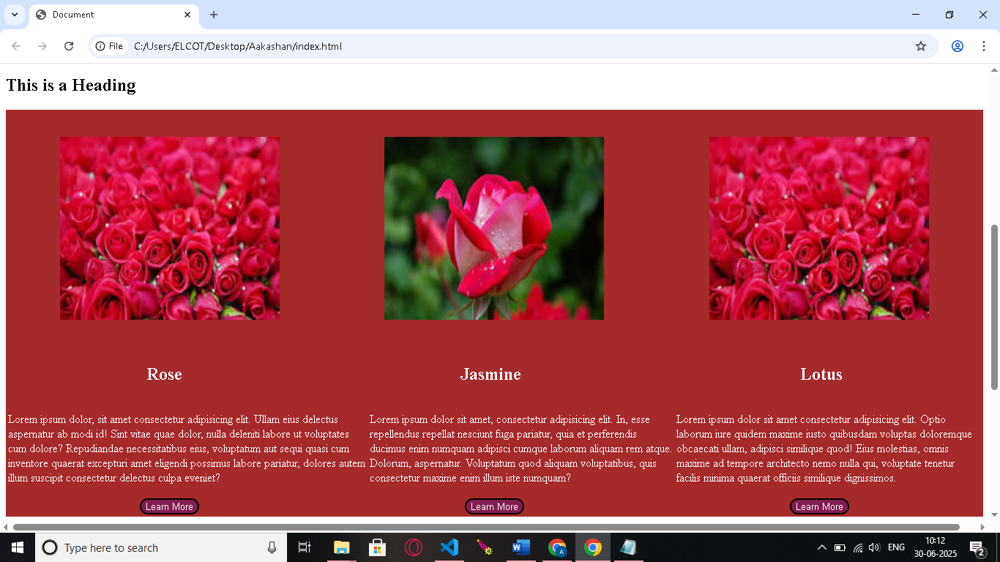 Document
File
C:/Users/ELCOT/Desktop/Aakashan/index.html
This is a Heading
Rose
Jasmine
Lotus
Lorem ipsum dolor, sit amet consectetur adipisicing elit. Ullam eius delectus
aspernatur ab modi id! Sint vitae quae dolor, nulla deleniti labore ut voluptates
cum dolore? Repudiandae necessitatibus eius, voluptatum aut sequi quasi cum
inventore quaerat excepturi amet eligendi possimus labore pariatur, dolores autem
illum suscipit consectetur delectus culpa eveniet?
Lorem ipsum dolor sit amet, consectetur adipisicing elit. In, esse
repellendus repellat nesciunt fuga pariatur, quia et perferendis
ducimus enim numquam adipisci cumque laborum aliquam rem atque.
Dolorum, aspernatur. Voluptatum quod aliquam voluptatibus, quis
consectetur maxime enim illum iste numquam?
Lorem ipsum dolor sit amet consectetur adipisicing elit. Optio
laborum iure quidem maxime iusto quibusdam voluptas doloremque
obcaecati ullam, adipisci similique quod! Eius molestias, omnis
maxime ad tempore architecto nemo nulla qui, voluptate tenetur
facilis minima quaerat officiis similique dignissimos.
Learn More
Learn More
Learn More
Type here to search
W
A
ENG
10:12
30-06-2025
2